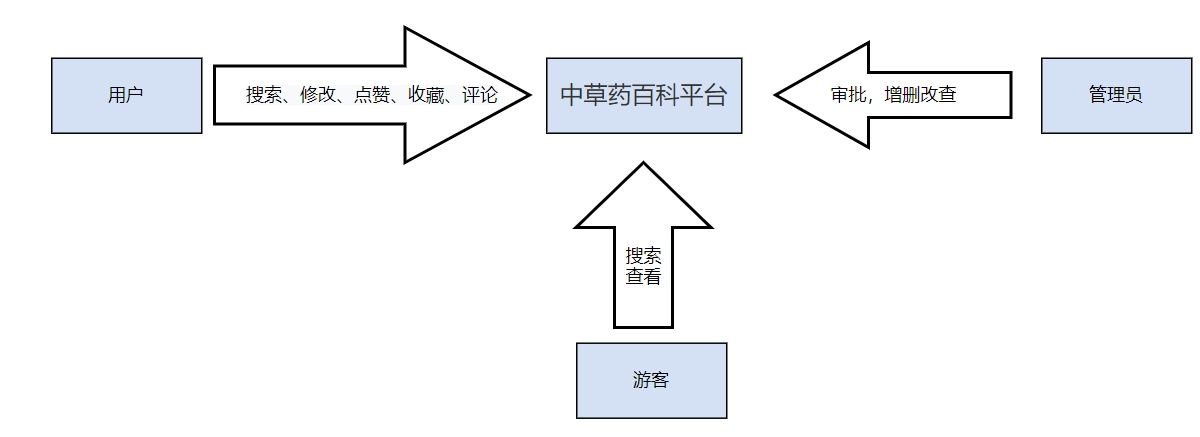 用户
搜索、修改、点赞、收藏、评论
中草药百科平台
审批，增删改查
管理员
搜索
查看
游客